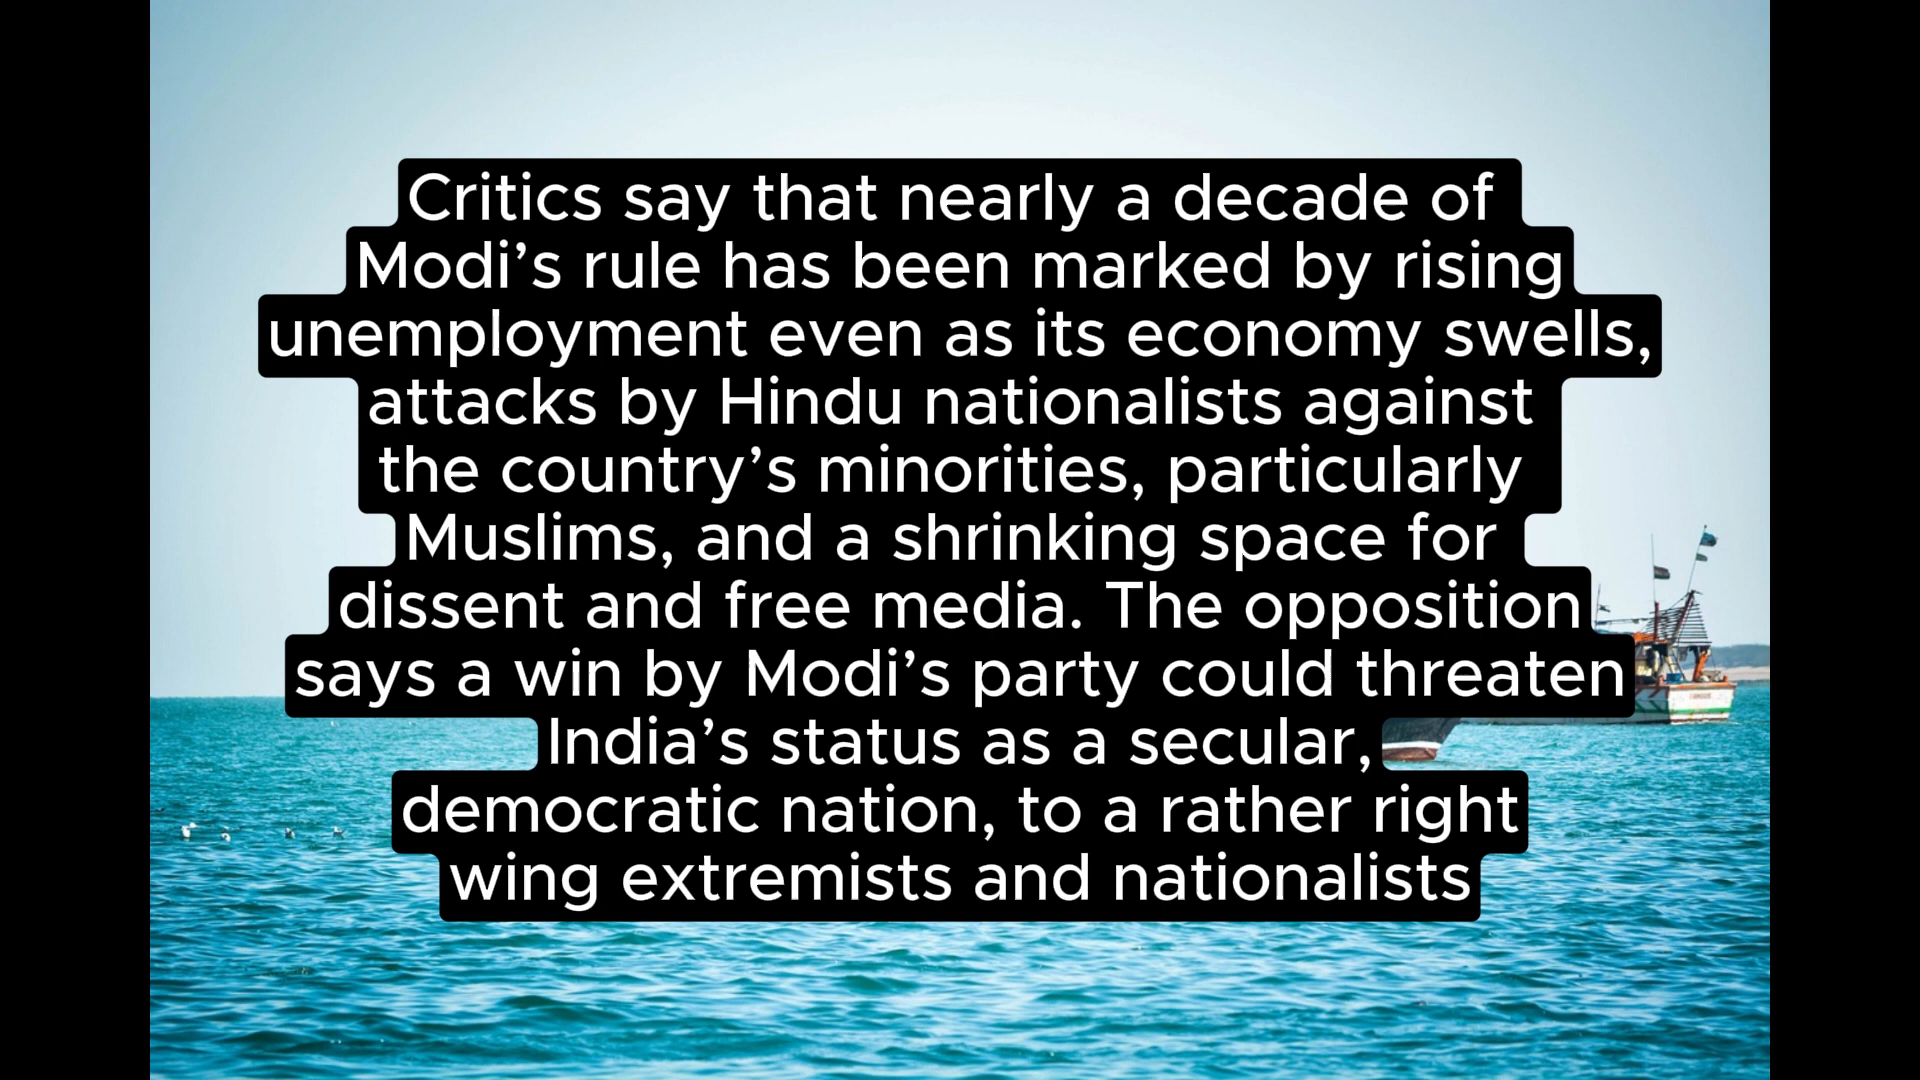 Critics say that nearly a decade of
Modi’s rule has been marked by rising
unemployment even as its economy swells,
attacks by Hindu nationalists against
the country’s minorities, particularly
Muslims, and a shrinking space for
dissent and free media. The opposition
says a win by Modi’s party could threaten
India’s status as a secular,
democratic nation, to a rather right
wing extremists and nationalists